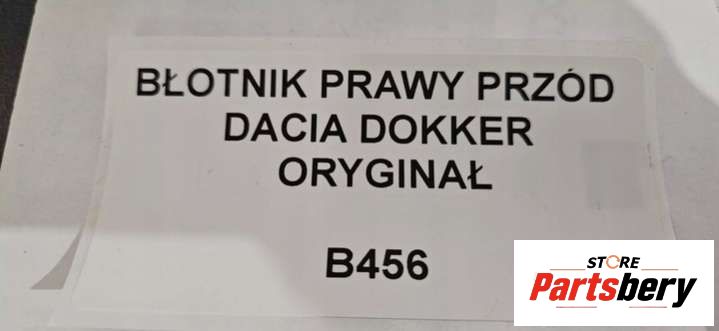 BŁOTNIK PRAWY PRZÓD
DACIA DOKKER
ORYGINAŁ
B456
STORE
Partsbery